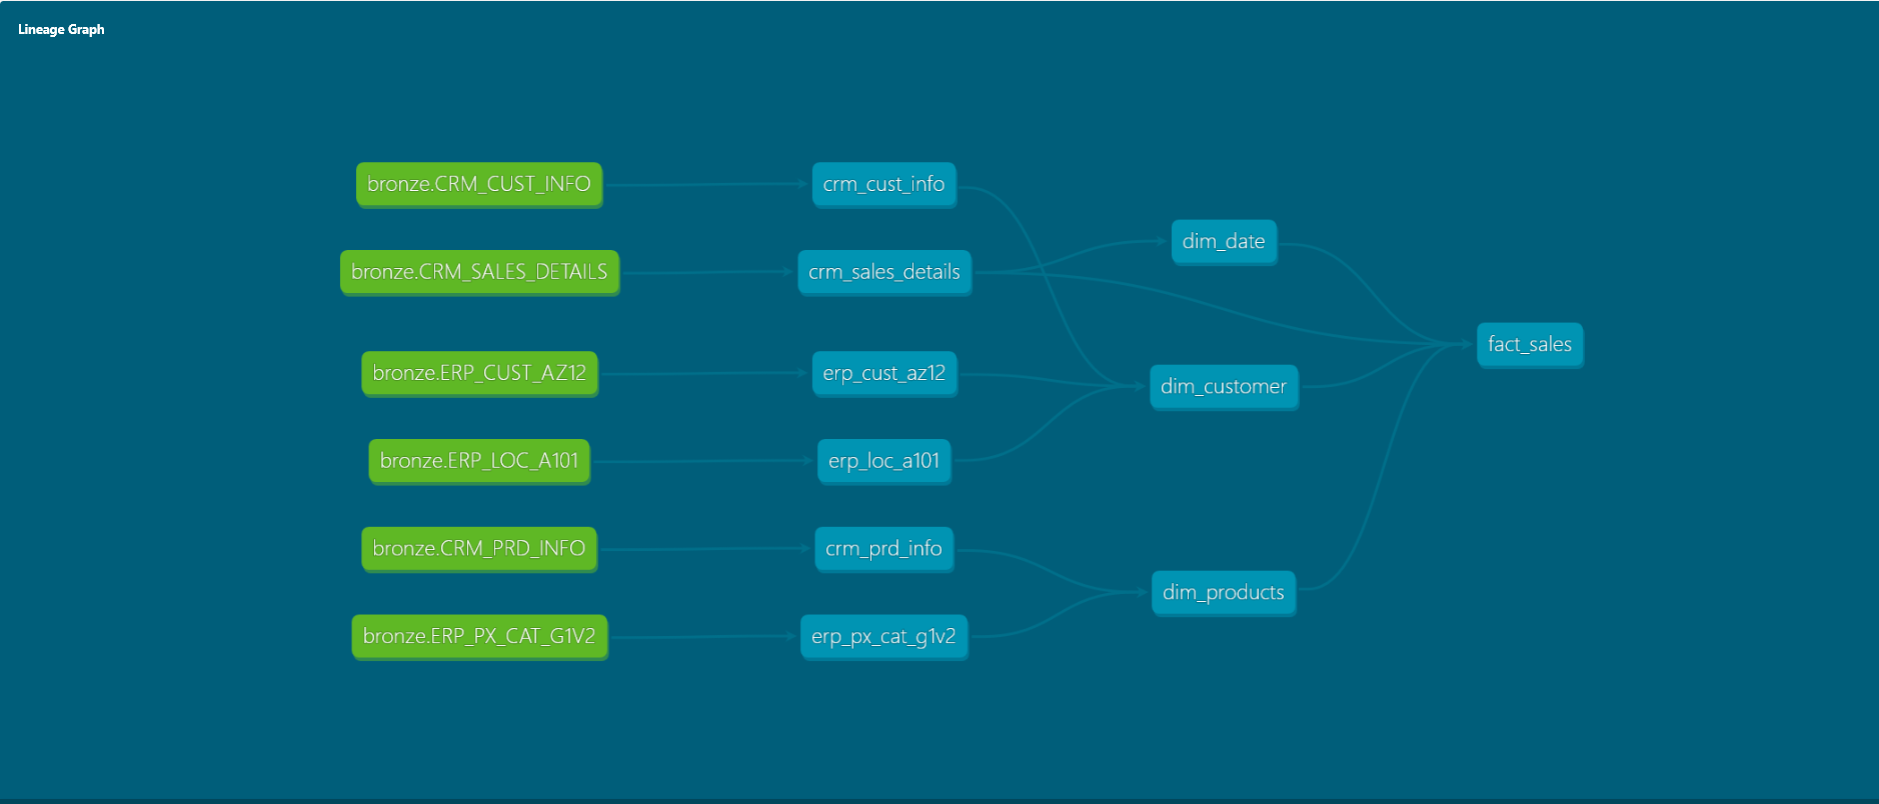 Lineage Graph
bronze.CRM_CUST_INFO
crm_cust_info
dim_date
bronze.CRM_SALES_DETAILS
crm_sales_details
fact_sales
bronze.ERP_CUST_AZ12
erp_cust_az12
dim_customer
bronze.ERP_LOC_A101
erp_loc_a101
bronze.CRM_PRD_INFO
crm_prd_info
dim_products
bronze.ERP_PX_CAT_G1V2
erp_px_cat_g1v2